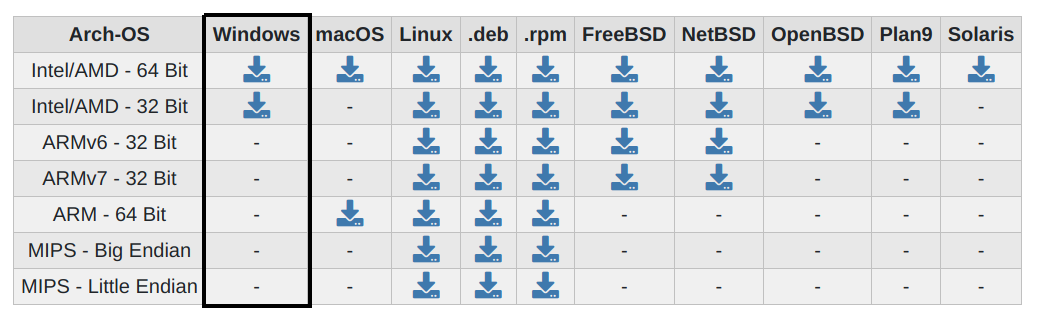 Arch-OS Windows macOS Linux .deb .rpm FreeBSD NetBSD OpenBSD Plan9 Solaris
Intel/AMD - 64 Bit
Intel/AMD - 32 Bit - -
ARMv6 - 32 Bit - - - - -
ARMv7 - 32 Bit - - - - -
ARM - 64 Bit - - - - - -
MIPS - Big Endian - - - - - - -
MIPS - Little Endian - - - - - - -